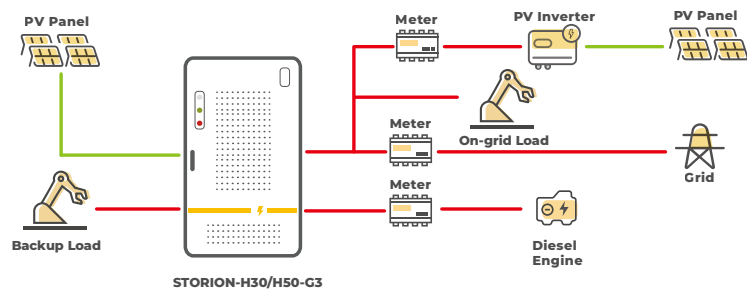 PV Panel
Meter
PV Inverter
PV Panel
Meter
On-grid Load
Grid
Meter
Backup Load
Diesel
Engine
STORION-H30/H50-G3